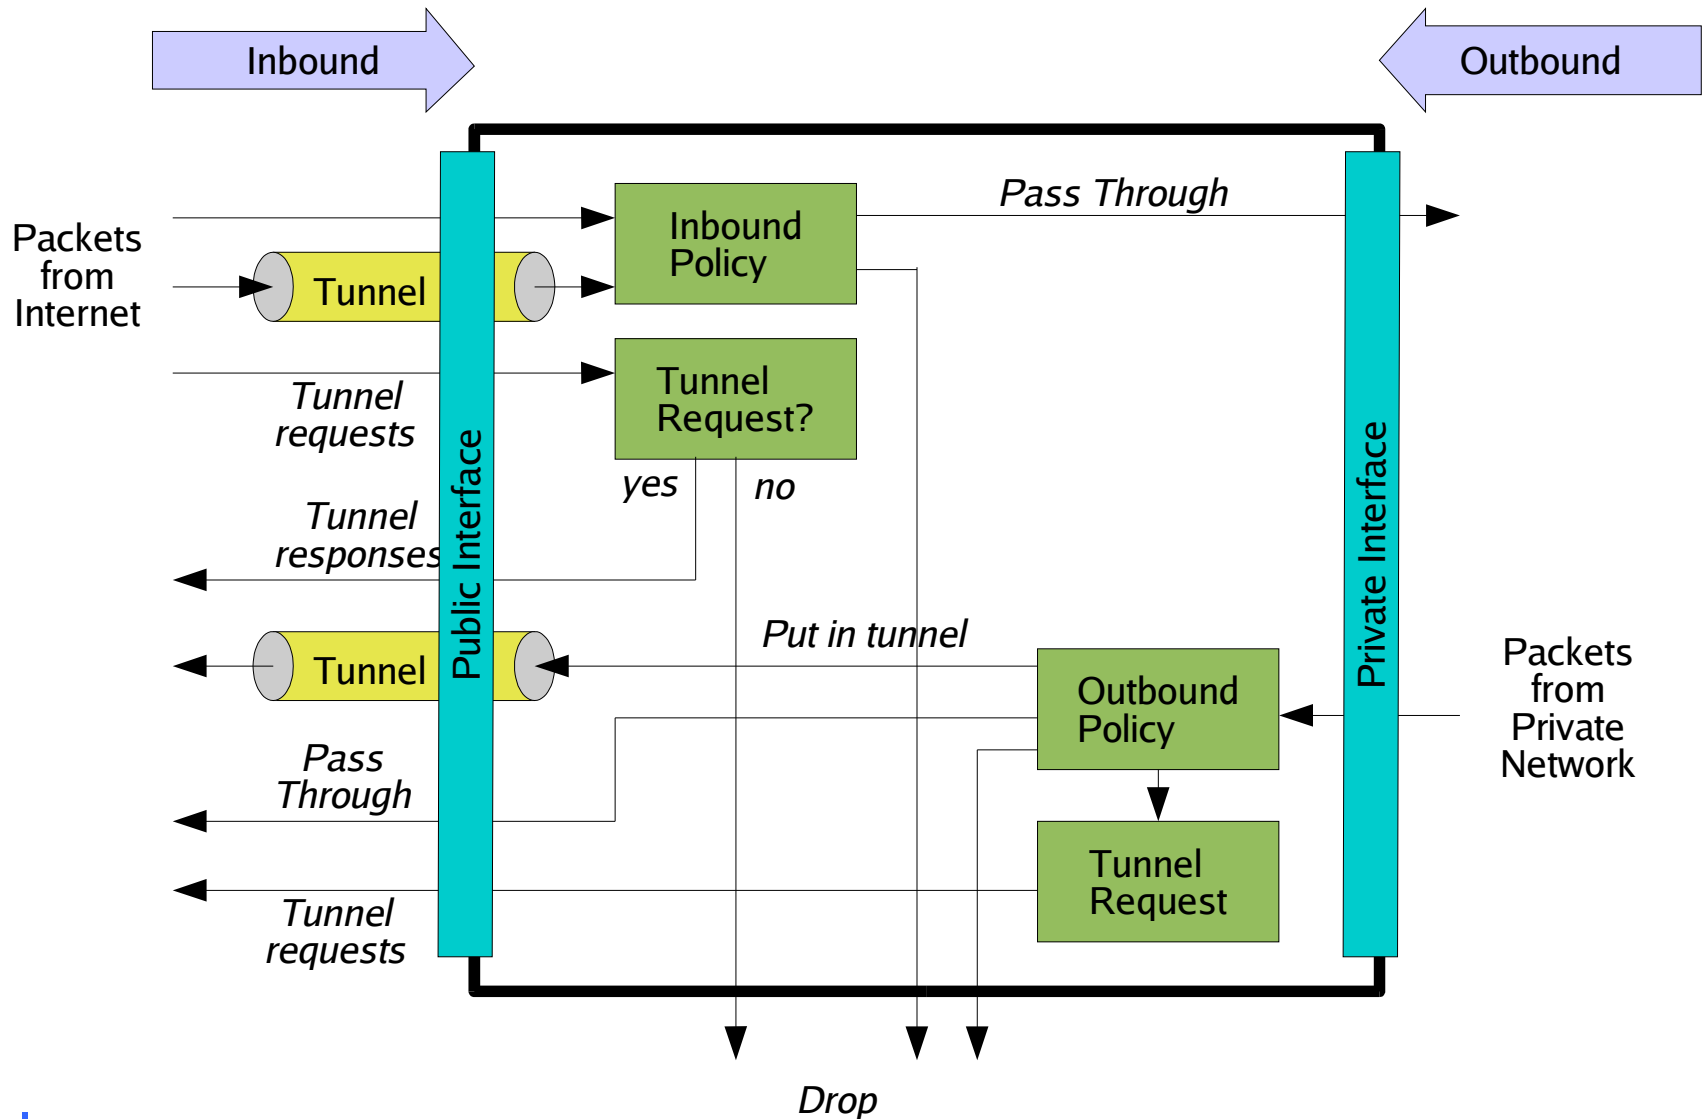 Inbound
Outbound
Pass Through
Inbound
Policy
Packets
from
Internet
Tunnel
Tunnel
Request?
Tunnel
requests
yes
no
Tunnel
responses
Public Interface
Private Interface
Put in tunnel
Tunnel
Outbound
Policy
Packets
from
Private
Network
Pass
Through
Tunnel
Request
Tunnel
requests
Drop